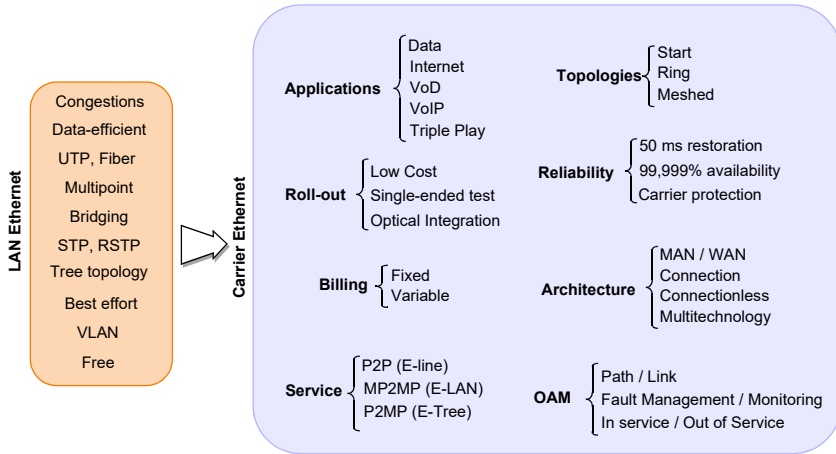 LAN Ethernet
Congestions
Data-efficient
UTP, Fiber
Multipoint
Bridging
STP, RSTP
Tree topology
Best effort
VLAN
Free
Carrier Ethernet
Applications
Data
Internet
VoD
VoIP
Triple Play
Roll-out
Low Cost
Single-ended test
Optical Integration
Billing
Fixed
Variable
Service
P2P (E-line)
MP2MP (E-LAN)
P2MP (E-Tree)
Topologies
Start
Ring
Meshed
Reliability
50 ms restoration
99,999% availability
Carrier protection
Architecture
MAN / WAN
Connection
Connectionless
Multitechnology
OAM
Path / Link
Fault Management / Monitoring
In service / Out of Service